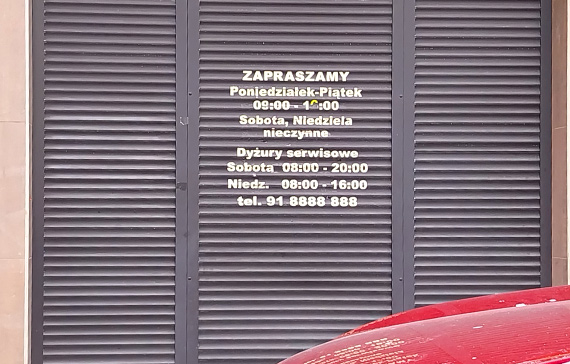 ZAPRASZAMY
Poniedziałek-Piątek
09:00 -
Sobota, Niedziela
nieczynne
Dyżury serwisowe
Sobota 08:00 - 20:00
Niedz. 08:00 - 16:00
tel. 91 8888 888